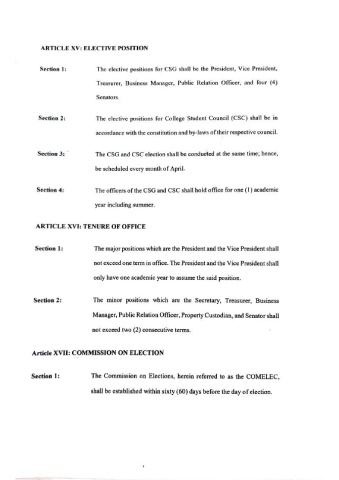 ARTICLE XV: ELECTIVE POSITION
Section 1: The elective positions for CSG shall be the President, Vice President,
Treasurer, Business Manager, Public Relation Officer, and four (4)
Senators.
Section 2: The elective positions for College Student Council (CSC) shall be in
accordance with the constitution and by-laws of their respective council.
Section 3: The CSG and CSC election shall be conducted at the same time; hence,
be scheduled every month of April.
Section 4: The officers of the CSG and CSC shall hold office for one (1) academic
year including summer.
ARTICLE XVI: TENURE OF OFFICE
Section 1: The major positions which are the President and the Vice President shall
not exceed one term in office. The President and the Vice President shall
only have one academic year to assume the said position.
Section 2: The minor positions which are the Secretary, Treasurer, Business
Manager, Public Relation Officer, Property Custodian, and Senator shall
not exceed two (2) consecutive terms.
Article XVII: COMMISSION ON ELECTION
Section 1: The Commission on Elections, herein referred to as the COMELEC,
shall be established within sixty (60) days before the day of election.